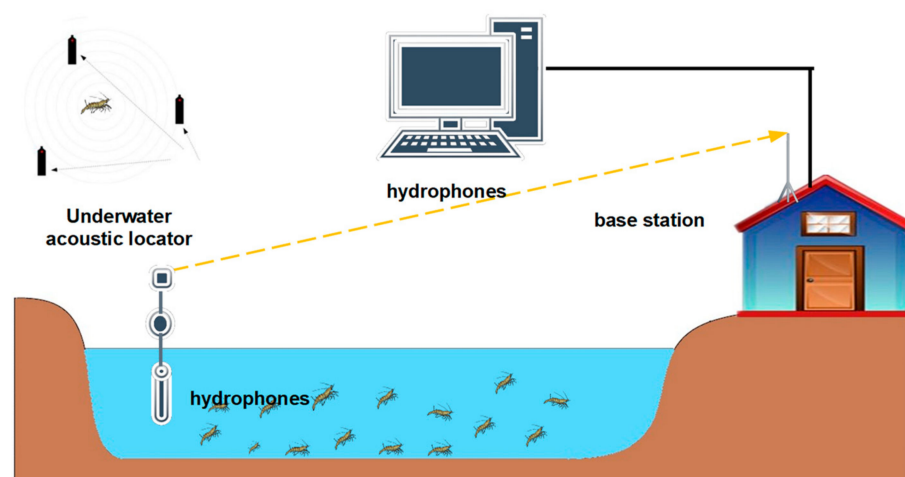 hydrophones
base station
Underwater
acoustic locator
hydrophones